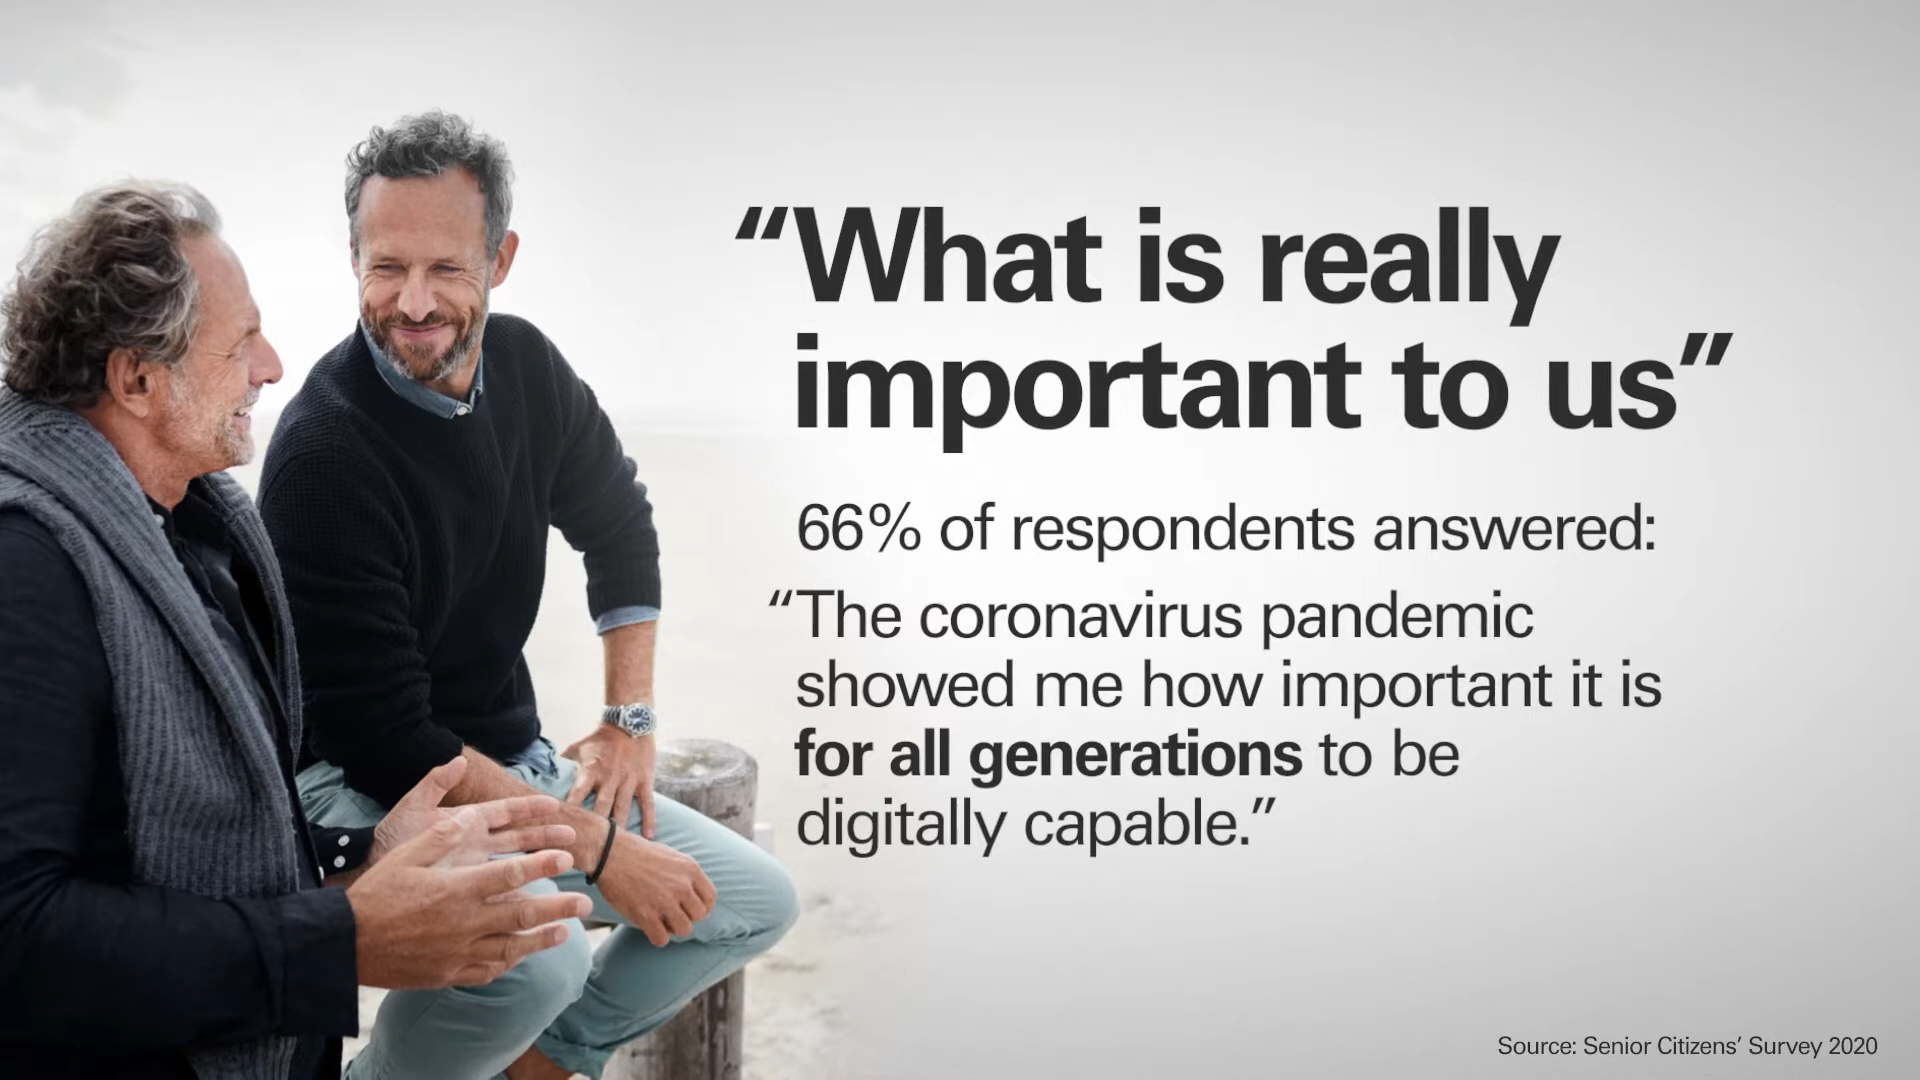 “What is really
important to us”
66% of respondents answered:
“The coronavirus pandemic
showed me how important it is
for all generations to be
digitally capable.”
Source: Senior Citizens’ Survey 2020